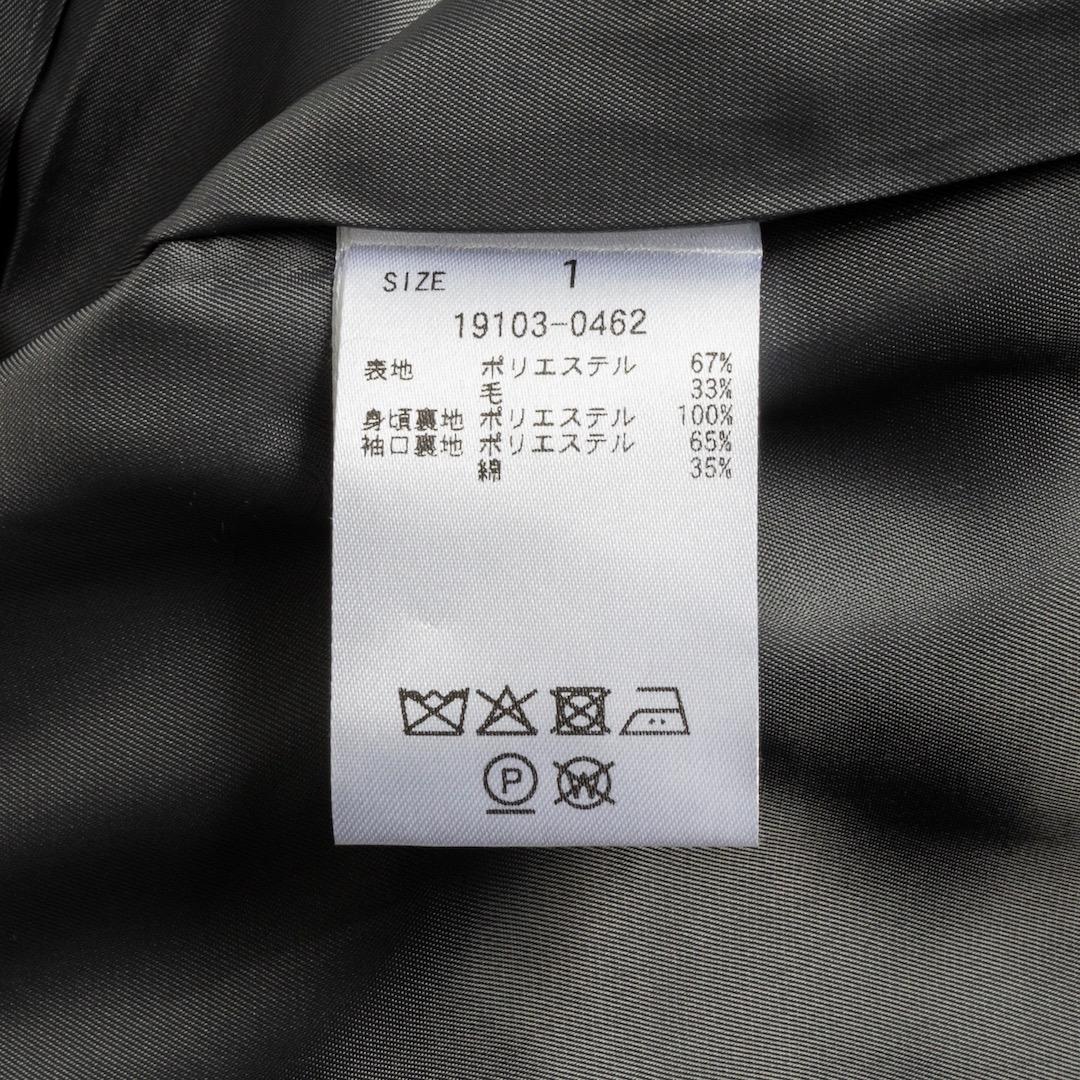 SIZE 1
19103-0462
表地 ポリエステル 67%
毛 33%
身頃裏地 ポリエステル 100%
袖口裏地 ポリエステル 65%
綿 35%
P W